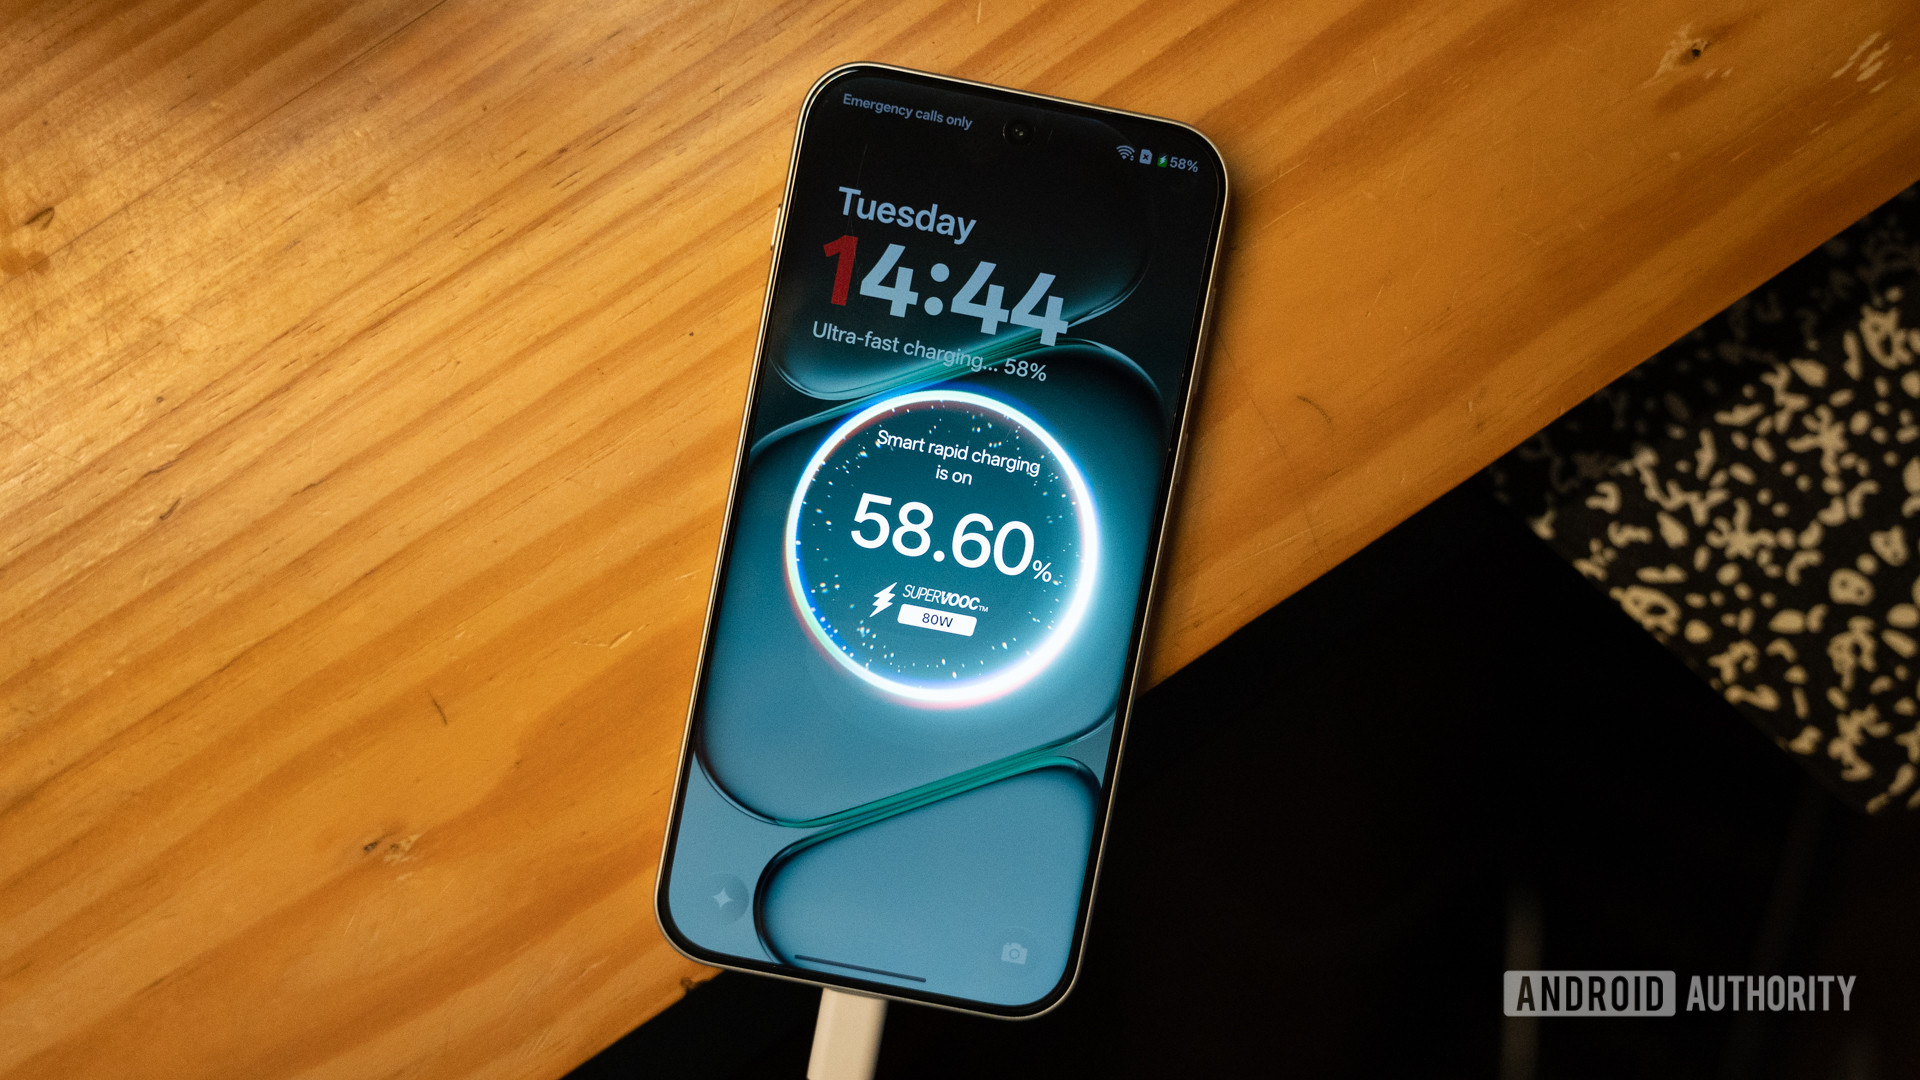 Emergency calls only
58%
Tuesday
14:44
Ultra-fast charging... 58%
Smart rapid charging
is on
58.60%
SUPERVOOC™
80W
ANDROID AUTHORITY